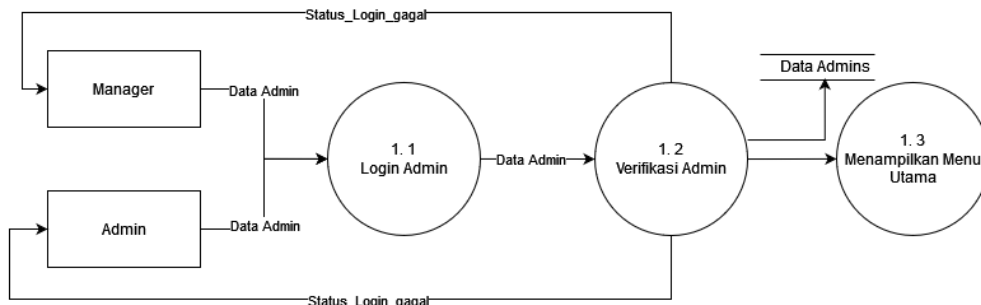 Status_Login_gagal
Manager
Data Admin
Data Admins
1. 1
Login Admin
Data Admin
1. 2
Verifikasi Admin
1. 3
Menampilkan Menu
Utama
Admin
Data Admin
Status_Login_gagal